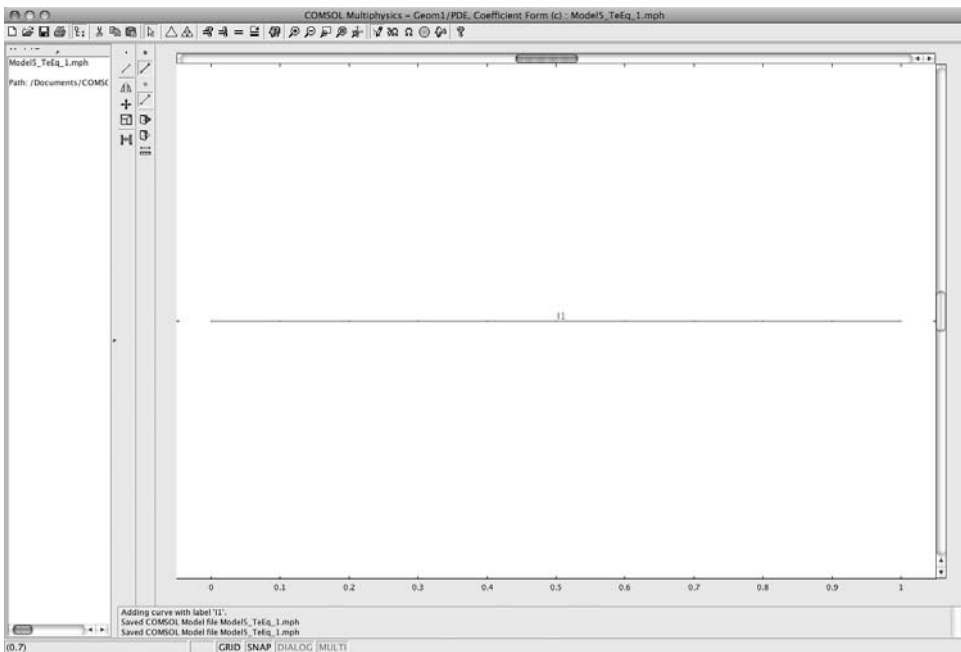 COMSOL Multiphysics - Geom1/PDE, Coefficient Form (c) : Model5_TeEq_1.mph
Model5_TeEq_1.mph
Path: /Documents/COMSC
I1
0 0.1 0.2 0.3 0.4 0.5 0.6 0.7 0.8 0.9 1
Adding curve with label 'I1'.
Saved COMSOL Model file Model5_TeEq_1.mph
Saved COMSOL Model file Model5_TeEq_1.mph
(0,7) GRID SNAP DIALOG MULTI